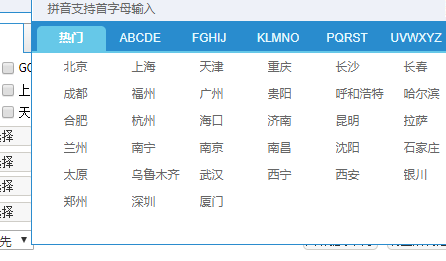 拼音支持首字母输入
热门 ABCDE FGHIJ KLMNO PQRST UVWXYZ
北京 上海 天津 重庆 长沙 长春
成都 福州 广州 贵阳 呼和浩特 哈尔滨
合肥 杭州 海口 济南 昆明 拉萨
兰州 南宁 南京 南昌 沈阳 石家庄
太原 乌鲁木齐 武汉 西宁 西安 银川
郑州 深圳 厦门
上
天
择
择
择
择
先